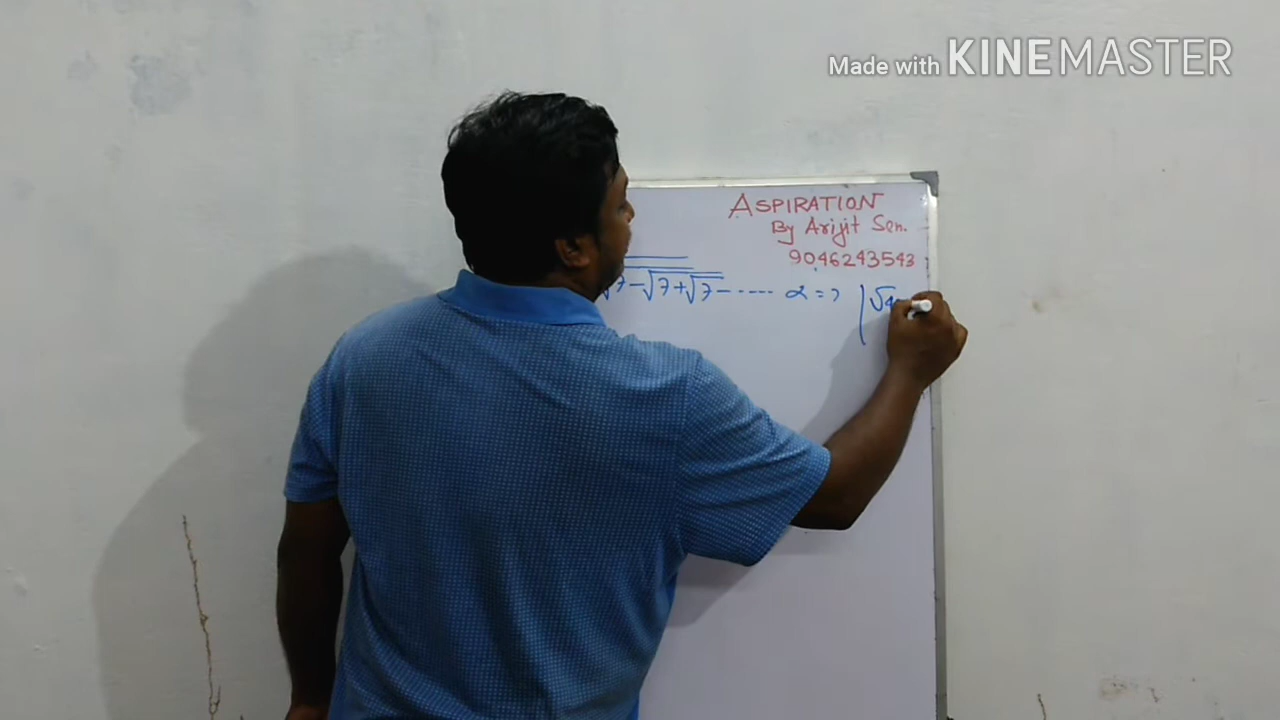 Made with KINEMASTER
ASPIRATION
By Arijit Sen.
9046243543
√7-√7+√7------ α = ? | √4